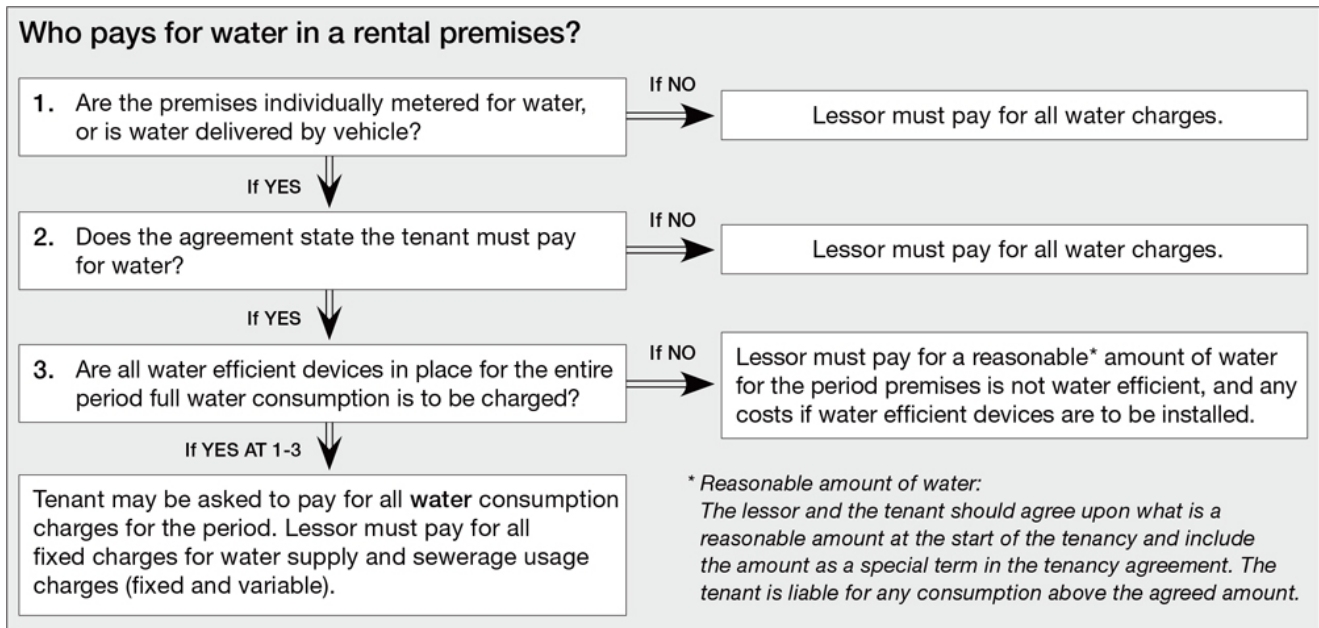 Who pays for water in a rental premises?
1. Are the premises individually metered for water,
or is water delivered by vehicle?
If NO
Lessor must pay for all water charges.
If YES
2. Does the agreement state the tenant must pay
for water?
If NO
Lessor must pay for all water charges.
If YES
3. Are all water efficient devices in place for the entire
period full water consumption is to be charged?
If NO
Lessor must pay for a reasonable* amount of water
for the period premises is not water efficient, and any
costs if water efficient devices are to be installed.
If YES AT 1-3
Tenant may be asked to pay for all water consumption
charges for the period. Lessor must pay for all
fixed charges for water supply and sewerage usage
charges (fixed and variable).
* Reasonable amount of water:
The lessor and the tenant should agree upon what is a
reasonable amount at the start of the tenancy and include
the amount as a special term in the tenancy agreement. The
tenant is liable for any consumption above the agreed amount.